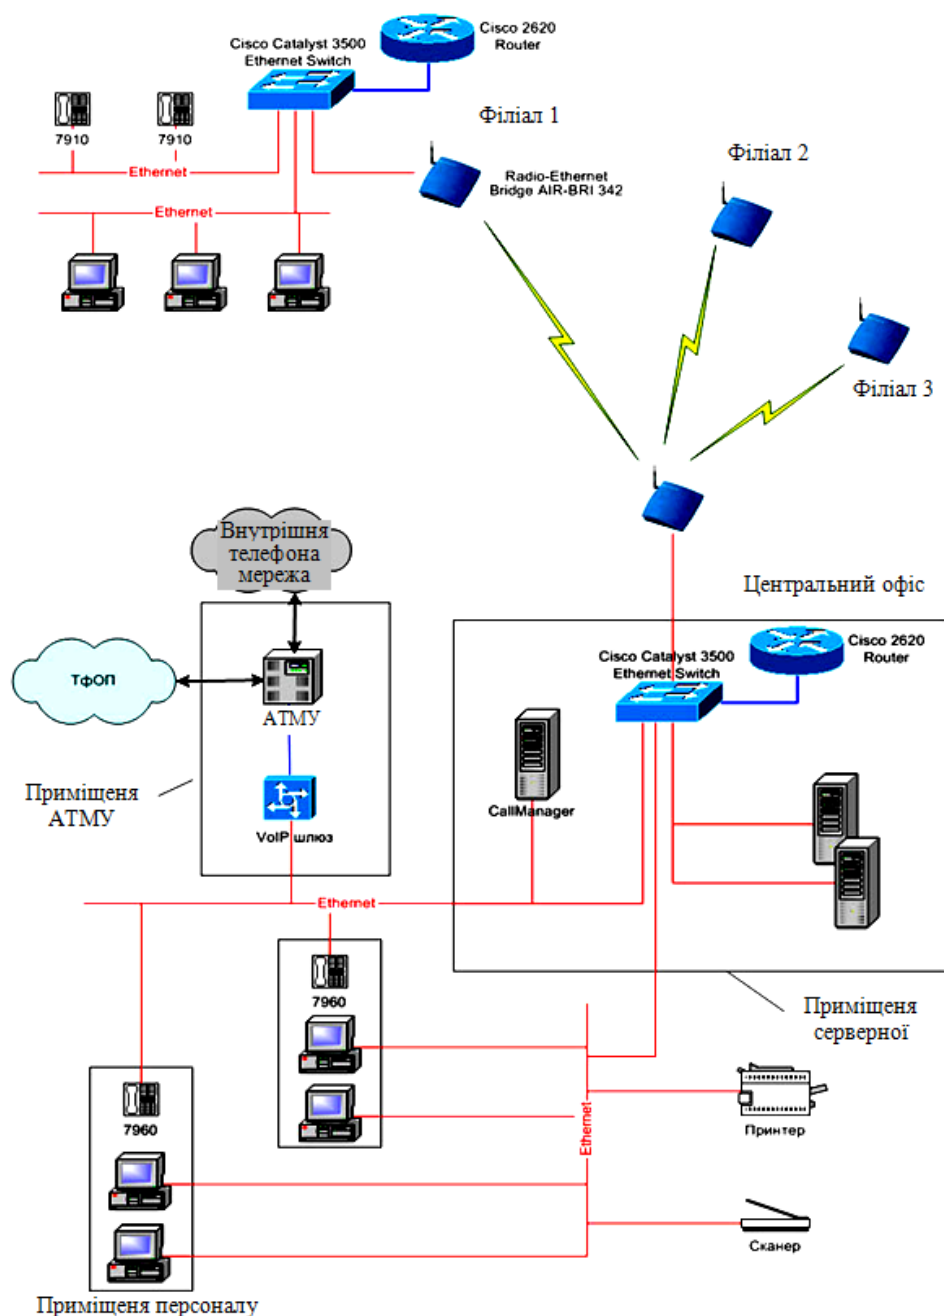 Cisco Catalyst 3500
Ethernet Switch
Cisco 2620
Router
7910
7910
Ethernet
Ethernet
Філіал 1
Radio-Ethernet
Bridge AIR-BRI 342
Філіал 2
Філіал 3
Внутрішня
телефона
мережа
ТфОП
АТМУ
VoIP шлюз
Приміщеня
АТМУ
Центральний офіс
Cisco Catalyst 3500
Ethernet Switch
Cisco 2620
Router
CallManager
Ethernet
7960
Приміщеня
серверної
7960
Ethernet
Принтер
Сканер
Приміщеня персоналу